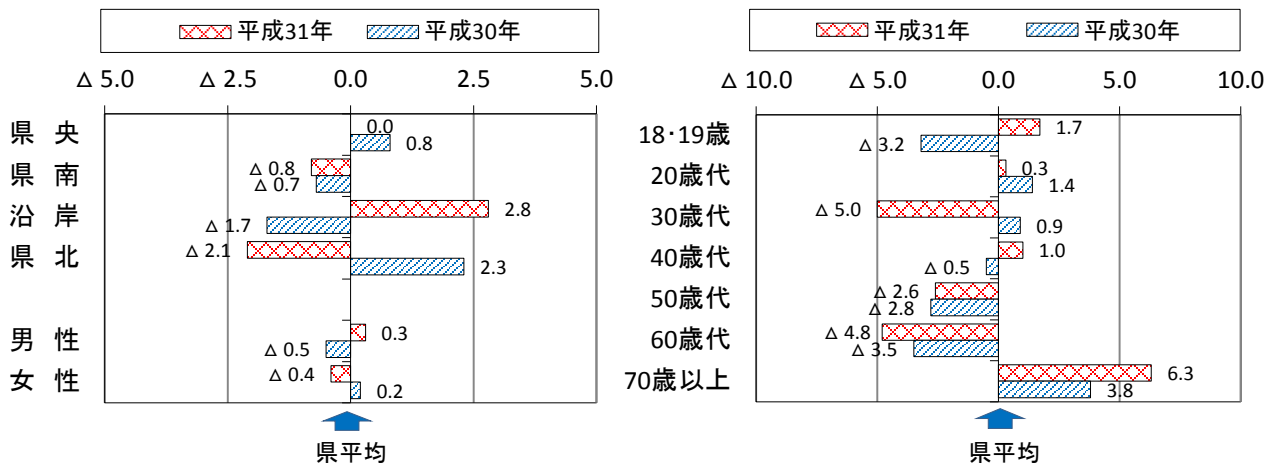 平成31年 平成30年
△ 5.0 △ 2.5 0.0 2.5 5.0
県 央 0.0
0.8
県 南 △ 0.8
△ 0.7
沿 岸 2.8
△ 1.7
県 北 △ 2.1
2.3
男 性 0.3
△ 0.5
女 性 △ 0.4
0.2
県平均
平成31年 平成30年
△ 10.0 △ 5.0 0.0 5.0 10.0
18・19歳 1.7
△ 3.2
20歳代 0.3
1.4
30歳代 △ 5.0
0.9
40歳代 1.0
△ 0.5
50歳代 △ 2.6
△ 2.8
60歳代 △ 4.8
△ 3.5
70歳以上 6.3
3.8
県平均